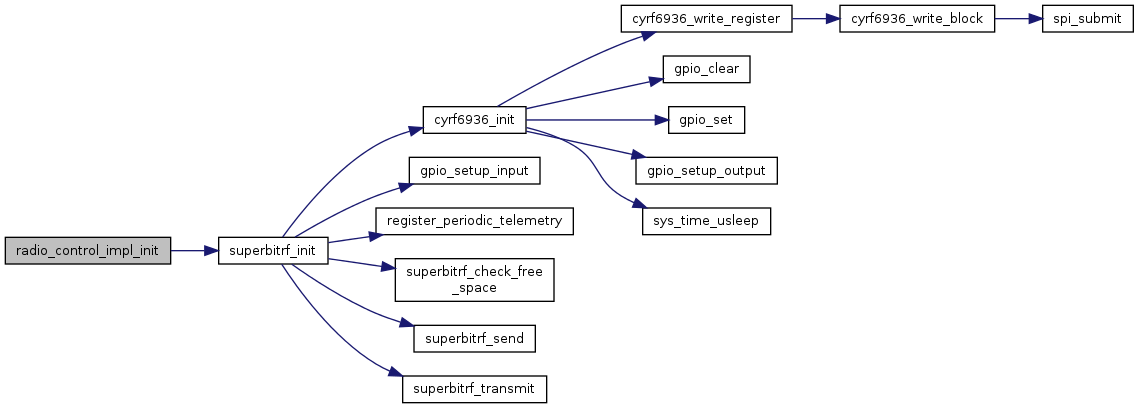 radio_control_impl_init
superbitrf_init
cyrf6936_init
cyrf6936_write_register
cyrf6936_write_block
spi_submit
gpio_clear
gpio_set
gpio_setup_output
sys_time_usleep
gpio_setup_input
register_periodic_telemetry
superbitrf_check_free
_space
superbitrf_send
superbitrf_transmit